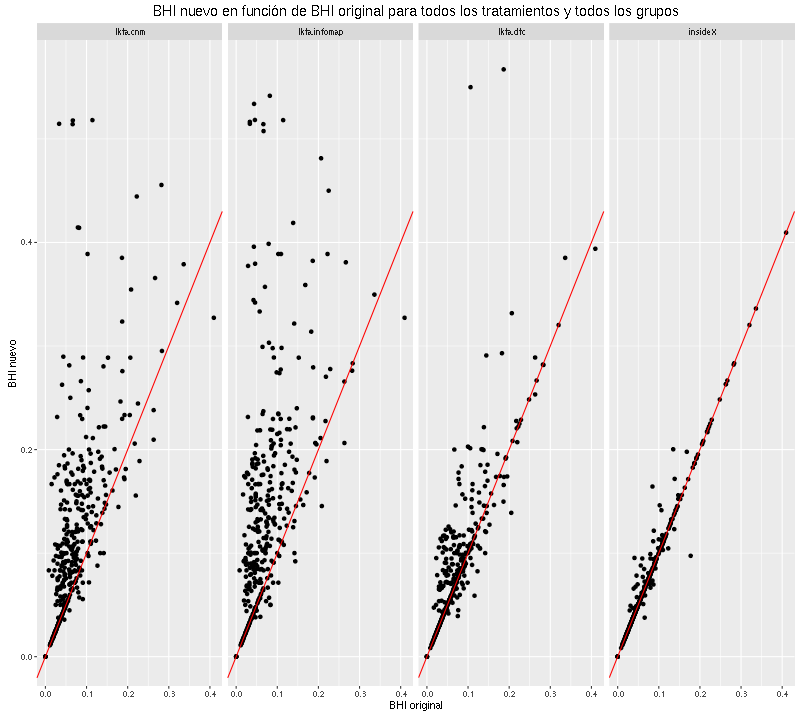 BHI nuevo en función de BHI original para todos los tratamientos y todos los grupos
lkfa.cnm lkfa.infomap lkfa.dtc insideX
BHI nuevo
0.4
0.2
0.0
0.0 0.1 0.2 0.3 0.4 0.0 0.1 0.2 0.3 0.4 0.0 0.1 0.2 0.3 0.4 0.0 0.1 0.2 0.3 0.4
BHI original